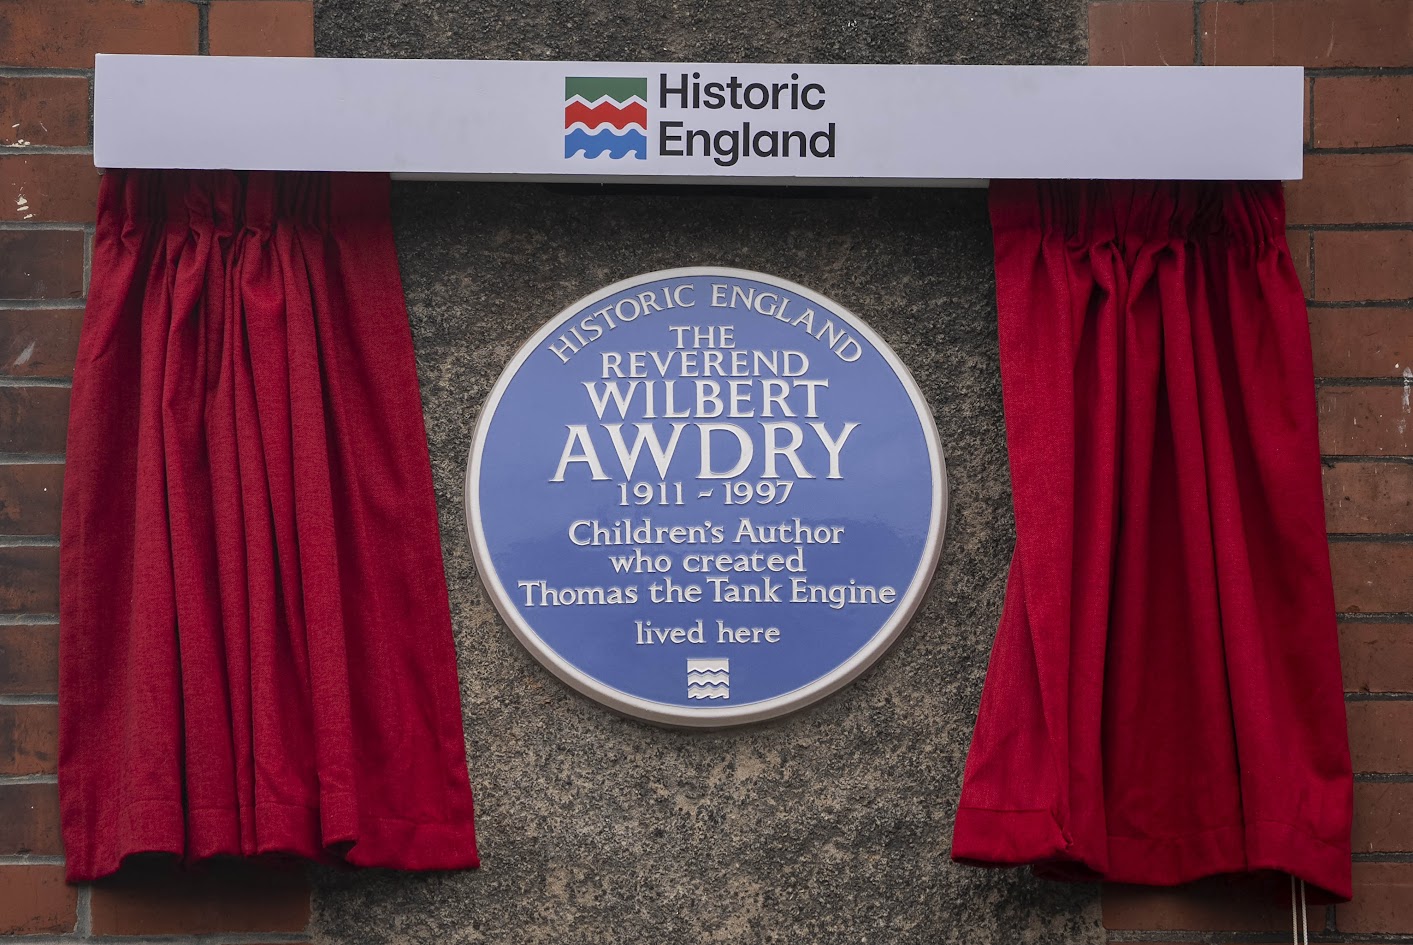 Historic
England
HISTORIC ENGLAND
THE
REVEREND
WILBERT
AWDRY
1911 - 1997
Children's Author
who created
Thomas the Tank Engine
lived here